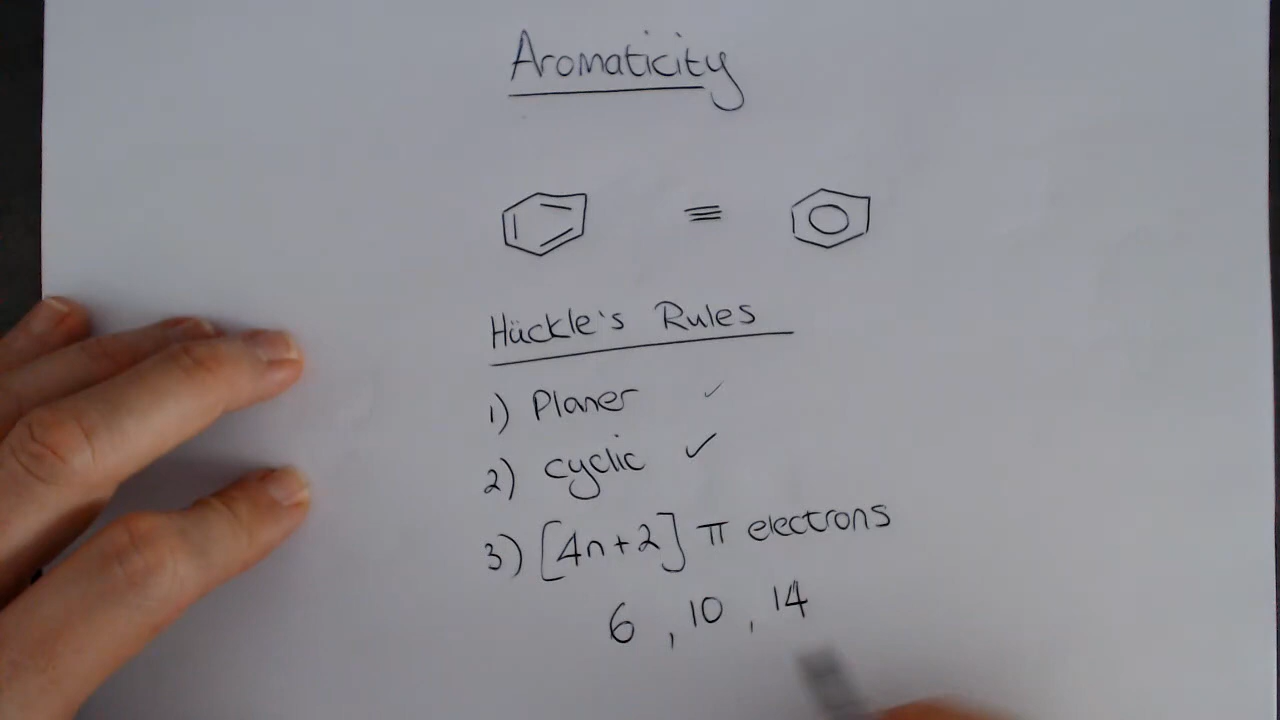 Aromaticity
≡
Hückle's Rules
1) Planer ✓
2) cyclic ✓
3) [4n+2] π electrons
6 , 10 , 14